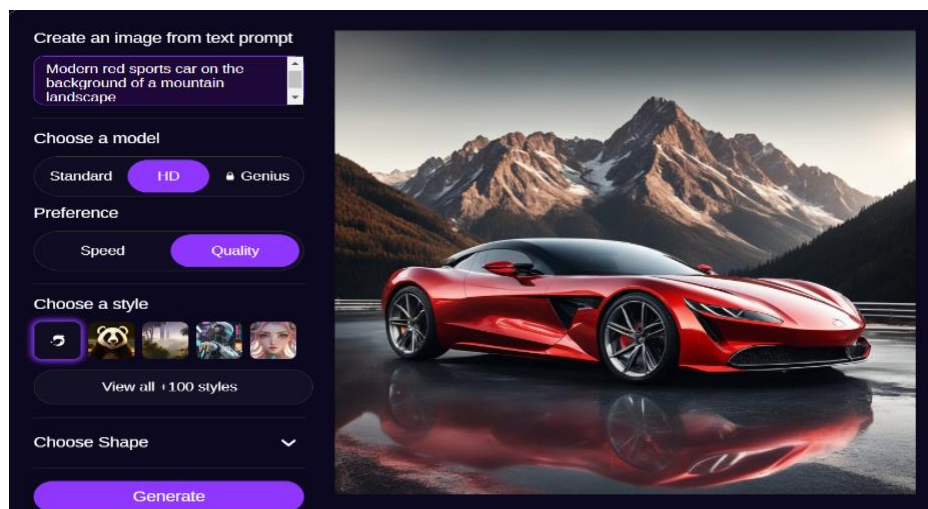 Create an image from text prompt
Modern red sports car on the
background of a mountain
landscape
Choose a model
Standard HD Genius
Preference
Speed Quality
Choose a style
View all +100 styles
Choose Shape
Generate